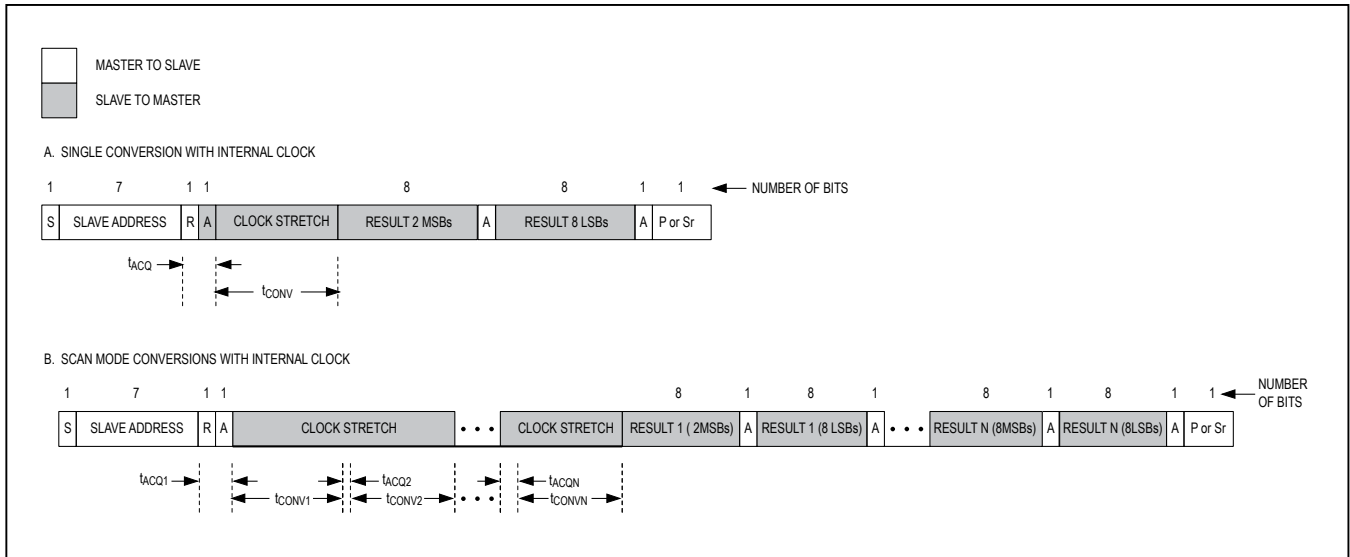 MASTER TO SLAVE
SLAVE TO MASTER
A. SINGLE CONVERSION WITH INTERNAL CLOCK
1 7 1 1 8 8 1 1 NUMBER OF BITS
S SLAVE ADDRESS R A CLOCK STRETCH RESULT 2 MSBs A RESULT 8 LSBs A P or Sr
tACQ
tCONV
B. SCAN MODE CONVERSIONS WITH INTERNAL CLOCK
1 7 1 1 8 1 8 1 8 1 8 1 1 NUMBER
OF BITS
S SLAVE ADDRESS R A CLOCK STRETCH • • • CLOCK STRETCH RESULT 1 ( 2MSBs) A RESULT 1 (8 LSBs) A • • • RESULT N (8MSBs) A RESULT N (8LSBs) A P or Sr
tACQ1 tACQ2 tACQN
tCONV1 tCONV2 • • • tCONVN